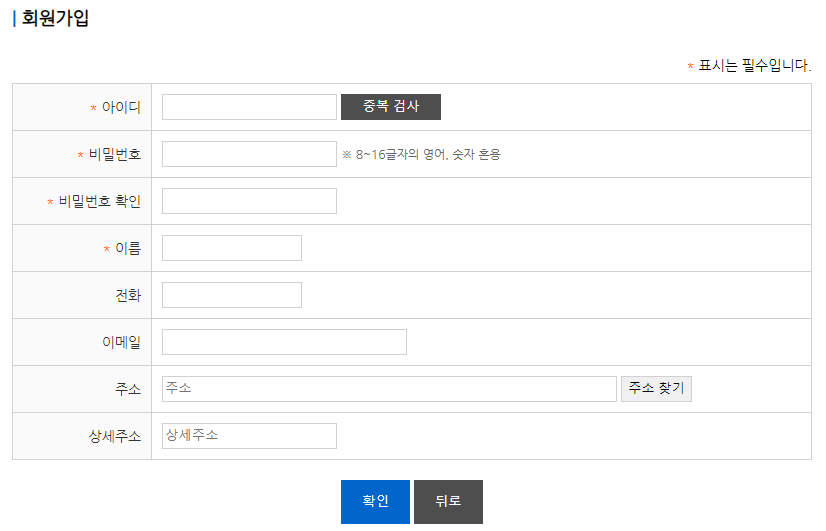 | 회원가입
* 표시는 필수입니다.
* 아이디 중복 검사
* 비밀번호 ※ 8~16글자의 영어, 숫자 혼용
* 비밀번호 확인
* 이름
전화
이메일
주소 주소 주소 찾기
상세주소 상세주소
확인 뒤로